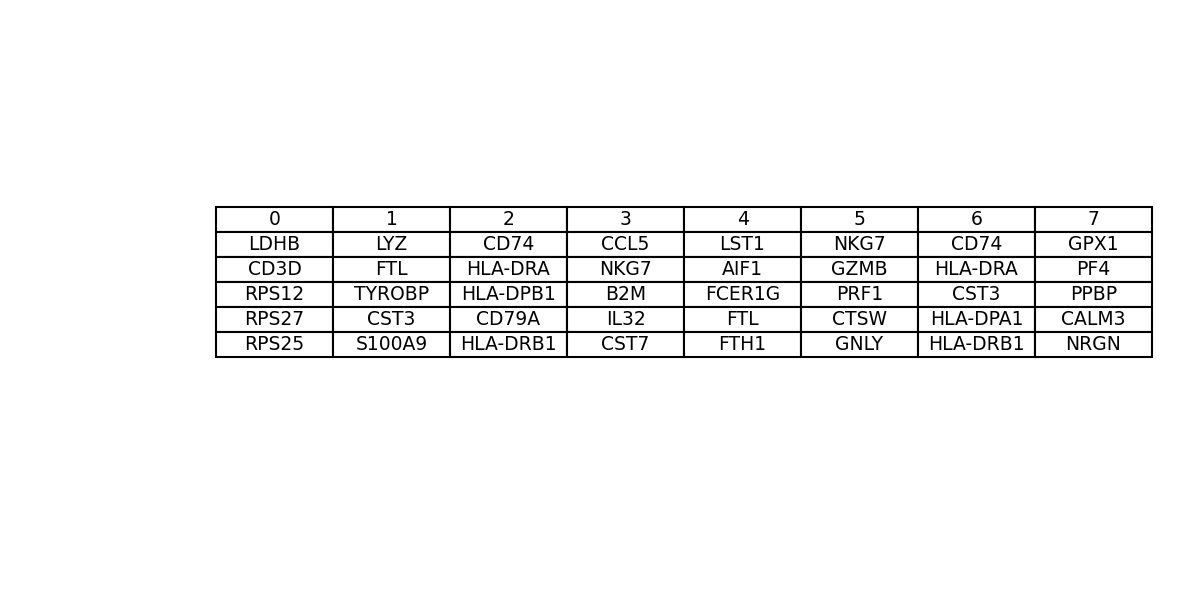 0 1 2 3 4 5 6 7
LDHB LYZ CD74 CCL5 LST1 NKG7 CD74 GPX1
CD3D FTL HLA-DRA NKG7 AIF1 GZMB HLA-DRA PF4
RPS12 TYROBP HLA-DPB1 B2M FCER1G PRF1 CST3 PPBP
RPS27 CST3 CD79A IL32 FTL CTSW HLA-DPA1 CALM3
RPS25 S100A9 HLA-DRB1 CST7 FTH1 GNLY HLA-DRB1 NRGN